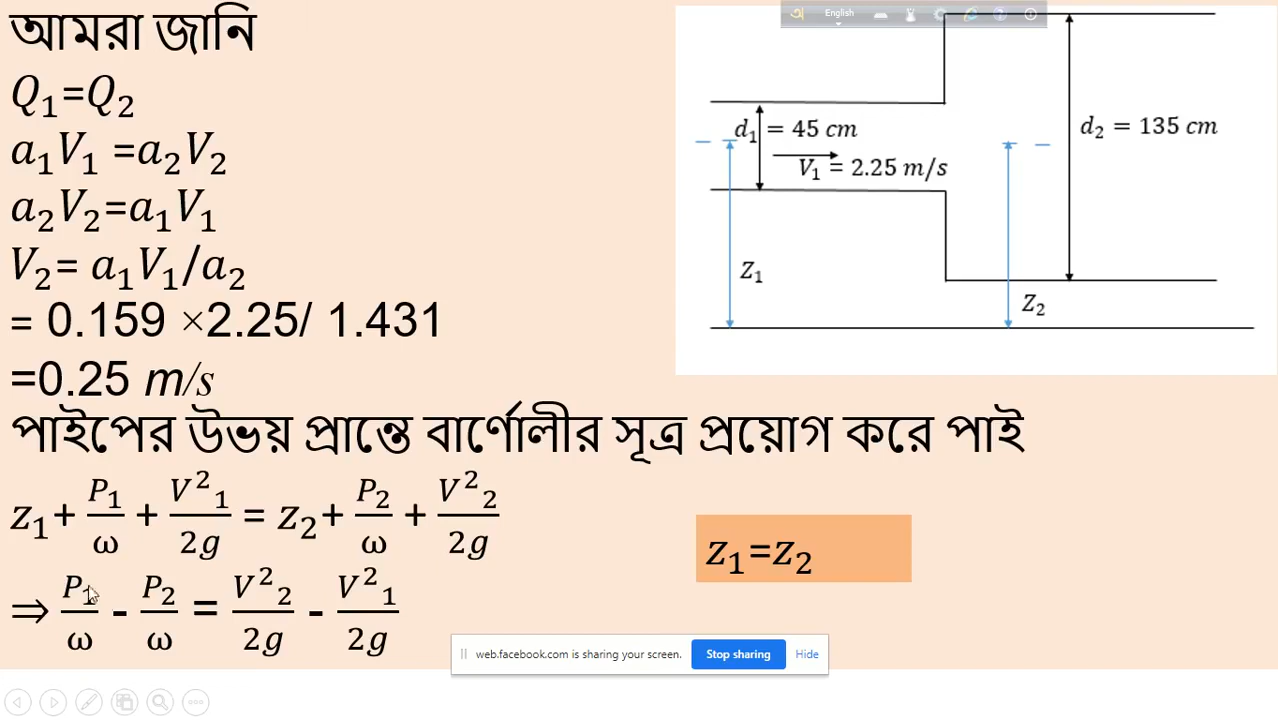 আমরা জানি
Q₁=Q₂
a₁V₁ =a₂V₂
a₂V₂=a₁V₁
V₂= a₁V₁/a₂
= 0.159 ×2.25/ 1.431
=0.25 m/s
পাইপের উভয় প্রান্তে বার্ণোলীর সূত্র প্রয়োগ করে পাই
z₁+ P₁/ω + V²₁/2g = z₂+ P₂/ω + V²₂/2g
⇒ P₁/ω - P₂/ω = V²₂/2g - V²₁/2g
অ English
d₁ = 45 cm
V₁ = 2.25 m/s
d₂ = 135 cm
Z₁
Z₂
z₁=z₂
web.facebook.com is sharing your screen. Stop sharing Hide